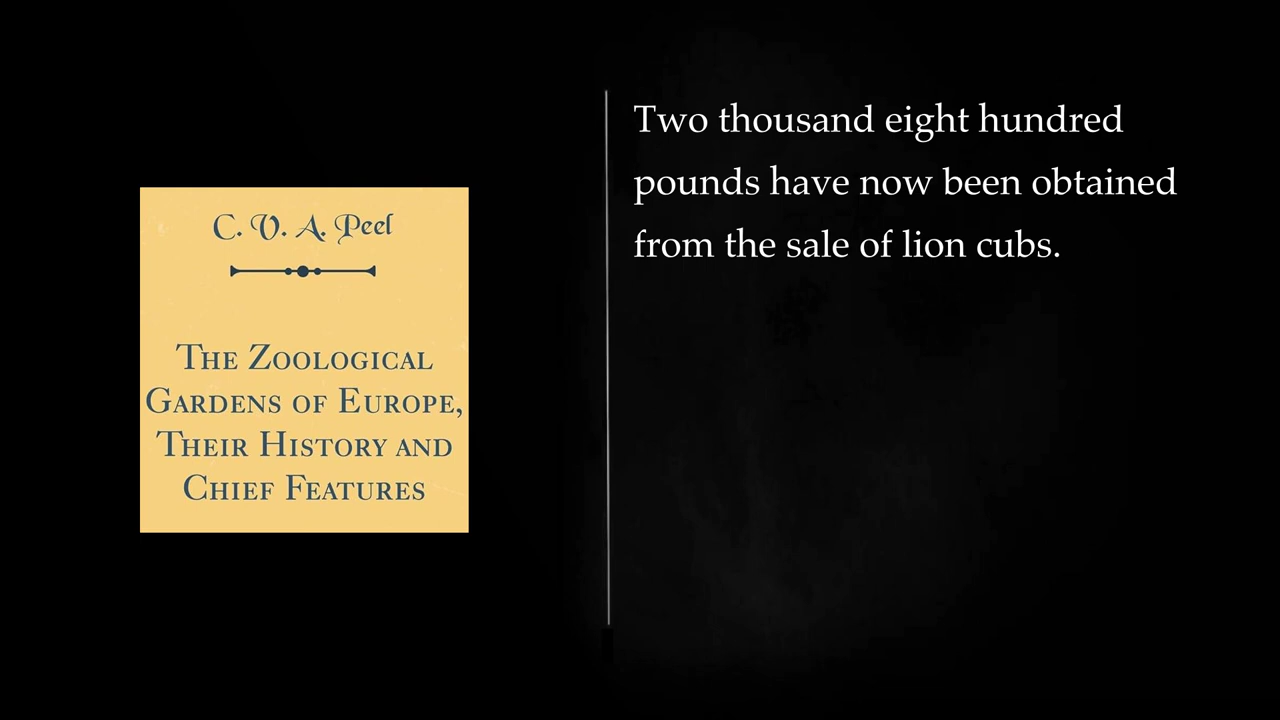 C. V. A. Peel
The Zoological
Gardens of Europe,
Their History and
Chief Features
Two thousand eight hundred
pounds have now been obtained
from the sale of lion cubs.